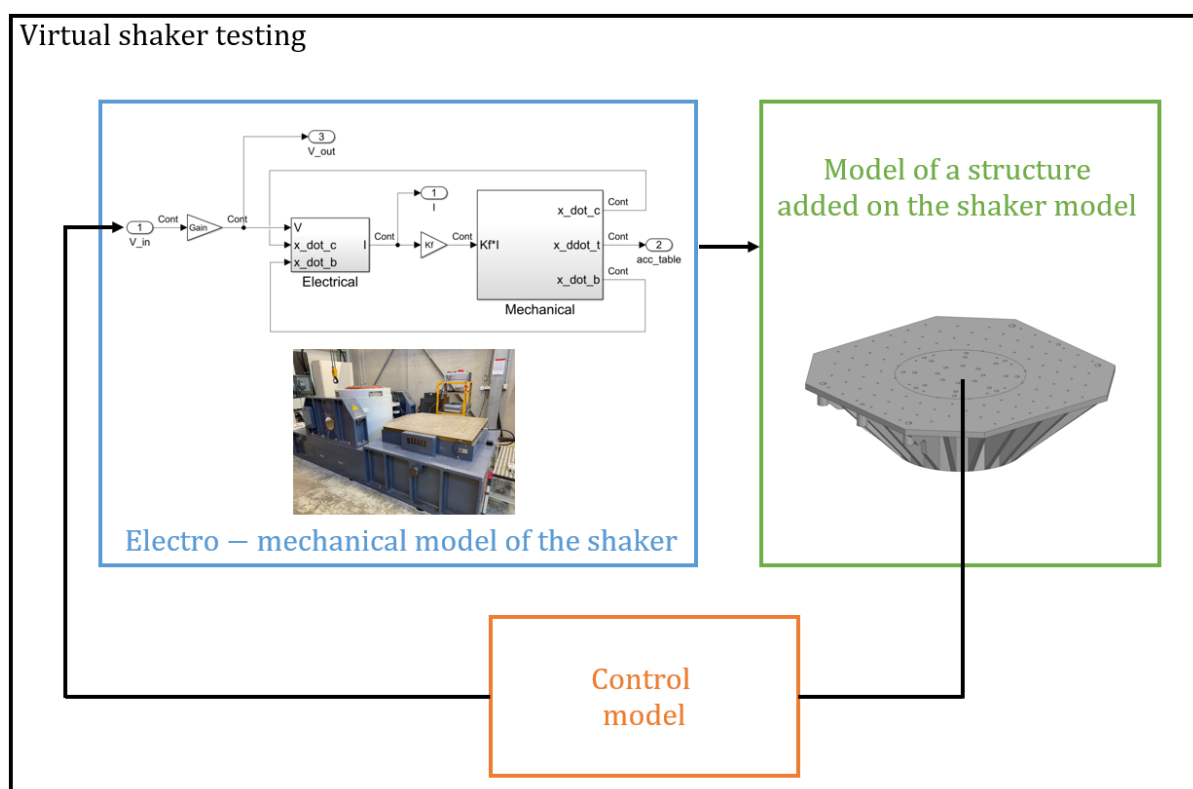 Virtual shaker testing
3
V_out
1
V_in
Cont
Gain
Cont
V
x_dot_c
x_dot_b
I
Electrical
Cont
1
I
Kf
Cont
Kf*I
x_dot_c
x_ddot_t
x_dot_b
Mechanical
Cont
Cont
Cont
2
acc_table
Electro − mechanical model of the shaker
Model of a structure
added on the shaker model
Control
model